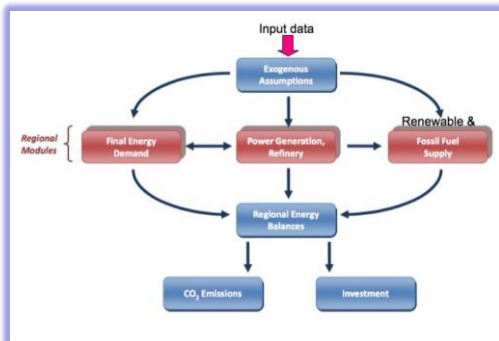 Input data
Exogenous
Assumptions
Renewable &
Regional
Modules
Final Energy
Demand
Power Generation,
Refinery
Fossil Fuel
Supply
Regional Energy
Balances
CO₂ Emissions
Investment